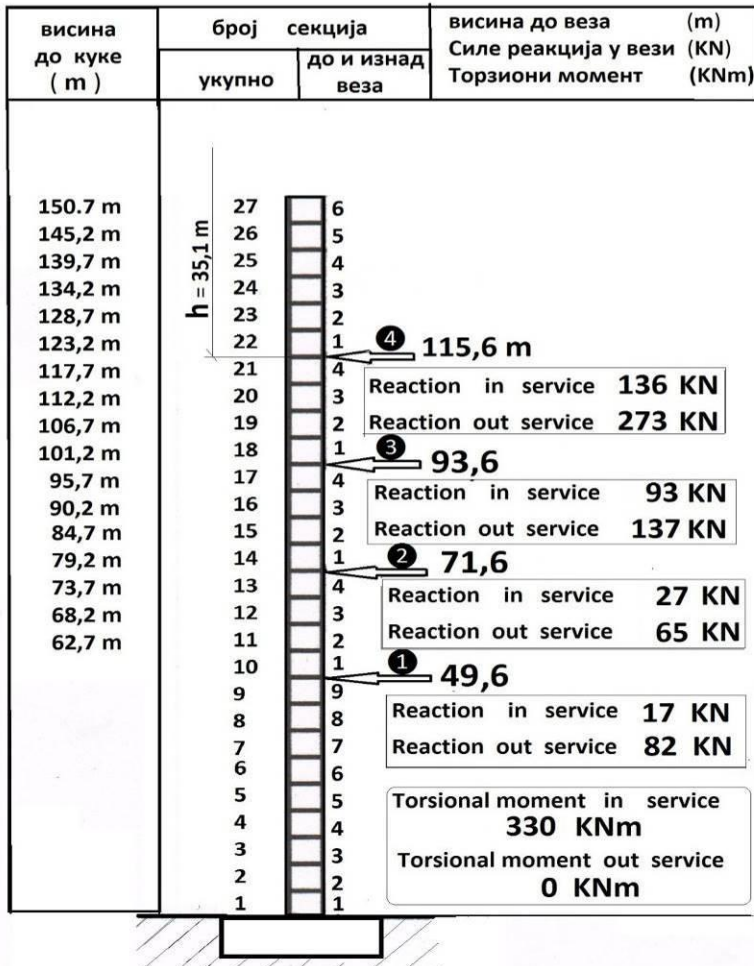 висина
до куке
( m )
број секција
укупно
до и изнад
веза
висина до веза (m)
Силе реакција у вези (KN)
Торзиони момент (KNm)
150.7 m 27 6
145,2 m 26 5
139,7 m 25 4
134,2 m 24 3
128,7 m 23 2
123,2 m 22 1
h = 35,1 m
4 115,6 m
117,7 m 21 4
Reaction in service 136 KN
112,2 m 20 3
Reaction out service 273 KN
106,7 m 19 2
101,2 m 18 1
3 93,6
95,7 m 17 4
Reaction in service 93 KN
90,2 m 16 3
Reaction out service 137 KN
84,7 m 15 2
79,2 m 14 1
2 71,6
73,7 m 13 4
Reaction in service 27 KN
68,2 m 12 3
Reaction out service 65 KN
62,7 m 11 2
10 1
1 49,6
9 9
Reaction in service 17 KN
8 8
Reaction out service 82 KN
7 7
6 6
5 5
Torsional moment in service
330 KNm
4 4
3 3
Torsional moment out service
0 KNm
2 2
1 1